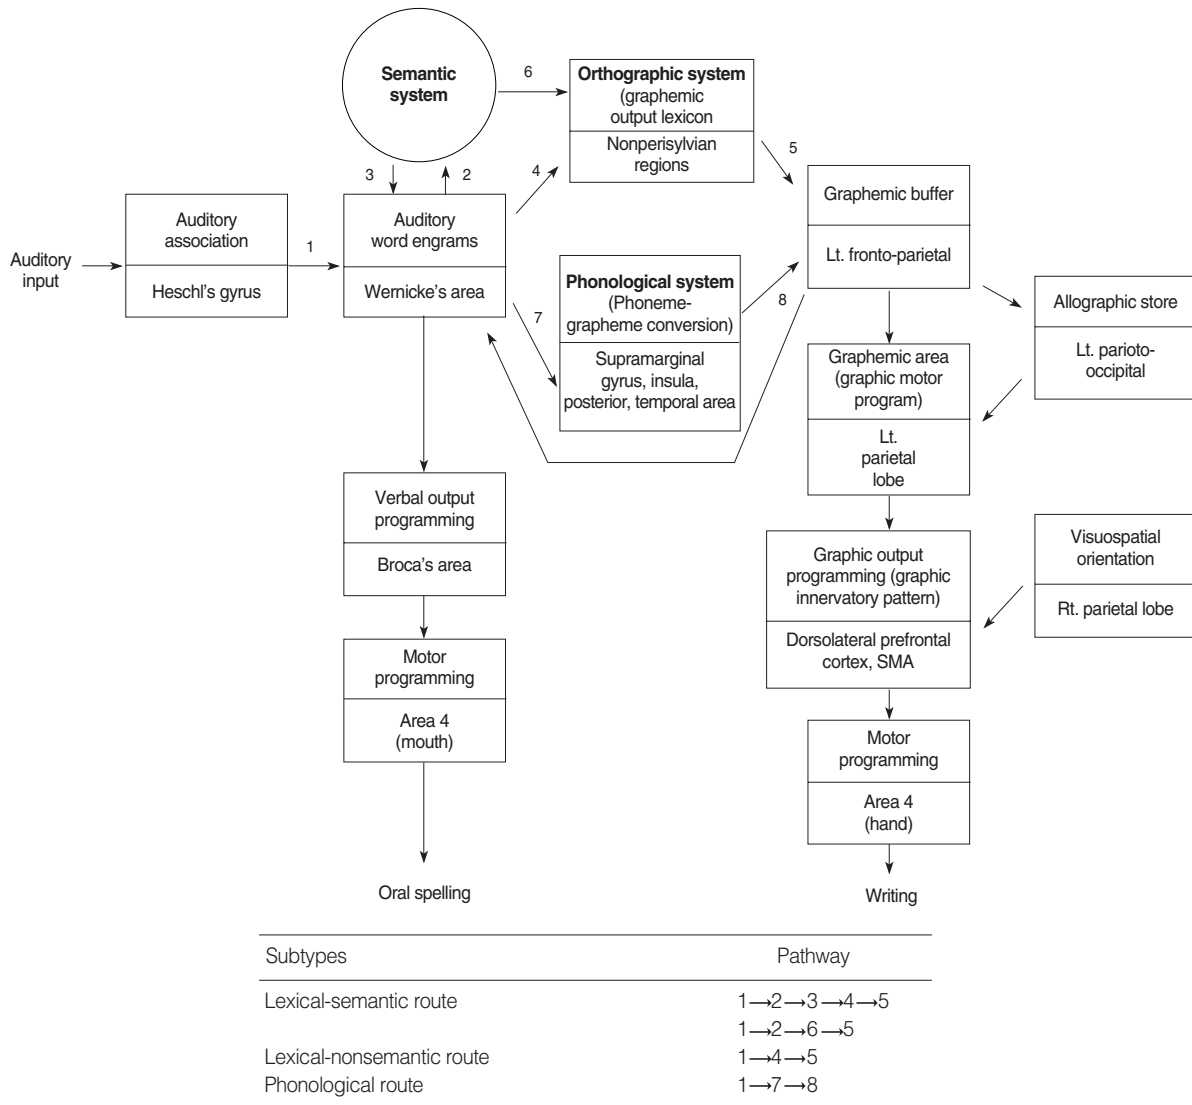 Semantic
system
6
Orthographic system
(graphemic
output lexicon
Nonperisylvian
regions
5
3
2
4
Auditory
association
Heschl's gyrus
Auditory
input
1
Auditory
word engrams
Wernicke's area
Graphemic buffer
Lt. fronto-parietal
7
Phonological system
(Phoneme-
grapheme conversion)
Supramarginal
gyrus, insula,
posterior, temporal area
8
Allographic store
Lt. parioto-
occipital
Graphemic area
(graphic motor
program)
Lt.
parietal
lobe
Verbal output
programming
Broca's area
Graphic output
programming (graphic
innervatory pattern)
Dorsolateral prefrontal
cortex, SMA
Visuospatial
orientation
Rt. parietal lobe
Motor
programming
Area 4
(mouth)
Motor
programming
Area 4
(hand)
Oral spelling
Writing
Subtypes Pathway
Lexical-semantic route 1→2→3→4→5
1→2→6→5
Lexical-nonsemantic route 1→4→5
Phonological route 1→7→8